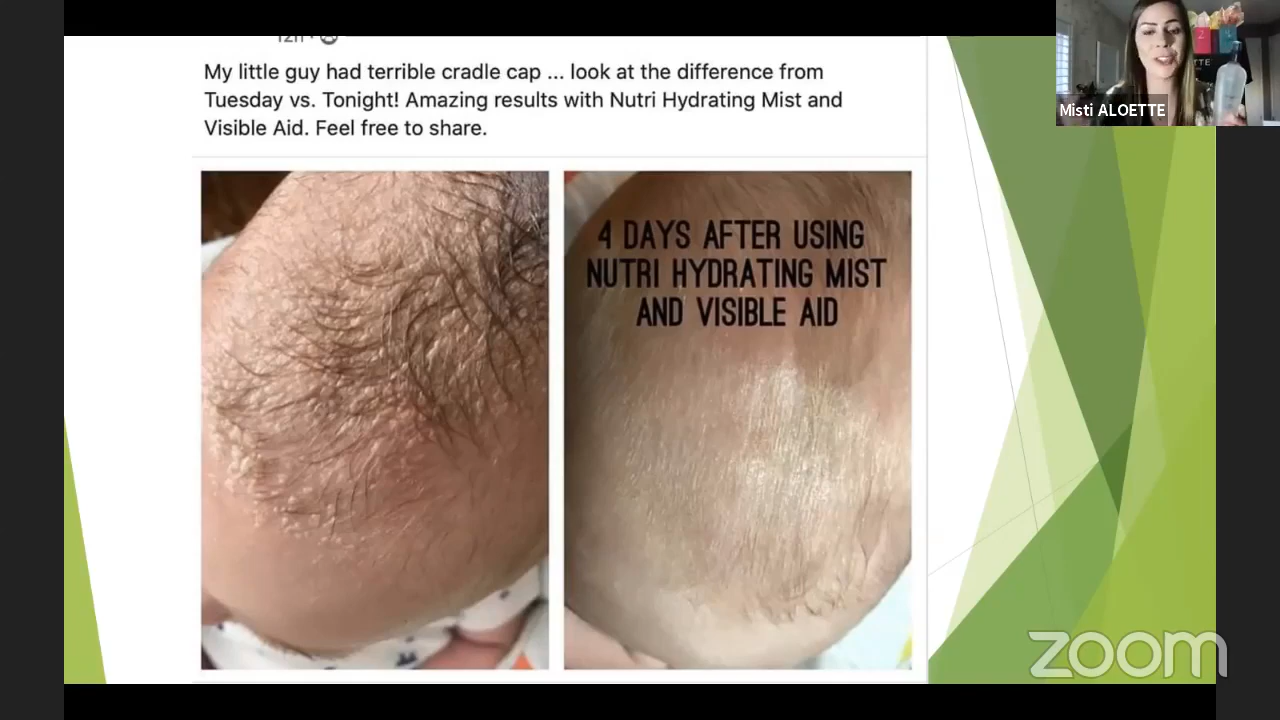 12h
My little guy had terrible cradle cap ... look at the difference from
Tuesday vs. Tonight! Amazing results with Nutri Hydrating Mist and
Visible Aid. Feel free to share.
4 DAYS AFTER USING
NUTRI HYDRATING MIST
AND VISIBLE AID
Misti ALOETTE
zoom